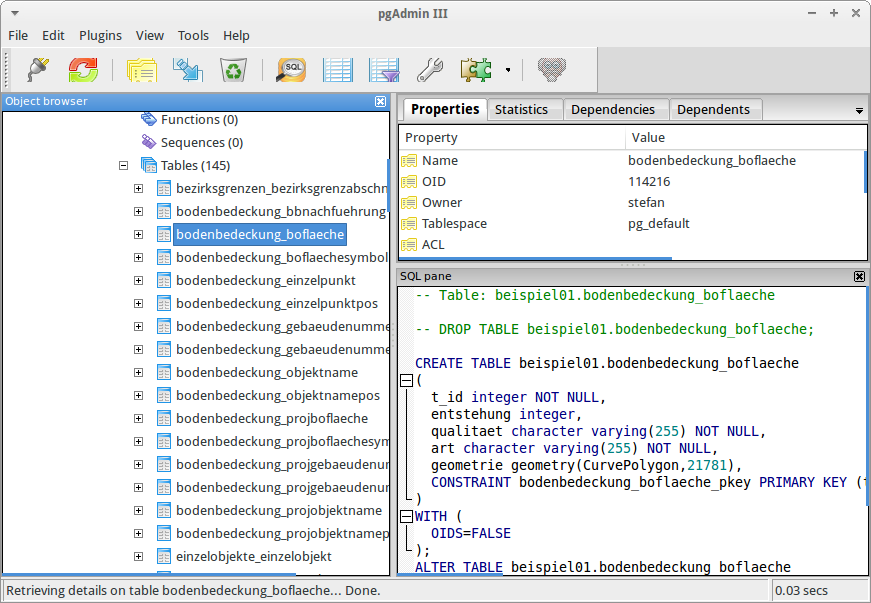 pgAdmin III
File Edit Plugins View Tools Help
SQL
Object browser
Functions (0)
Sequences (0)
Tables (145)
bezirksgrenzen_bezirksgrenzabschn
bodenbedeckung_bbnachfuehrung
bodenbedeckung_boflaeche
bodenbedeckung_boflaechesymbol
bodenbedeckung_einzelpunkt
bodenbedeckung_einzelpunktpos
bodenbedeckung_gebaeudenumme
bodenbedeckung_gebaeudenumme
bodenbedeckung_objektname
bodenbedeckung_objektnamepos
bodenbedeckung_projboflaeche
bodenbedeckung_projboflaechesym
bodenbedeckung_projgebaeudenur
bodenbedeckung_projgebaeudenur
bodenbedeckung_projobjektname
bodenbedeckung_projobjektnamep
einzelobjekte_einzelobjekt
Properties Statistics Dependencies Dependents
Property Value
Name bodenbedeckung_boflaeche
OID 114216
Owner stefan
Tablespace pg_default
ACL
SQL pane
-- Table: beispiel01.bodenbedeckung_boflaeche
-- DROP TABLE beispiel01.bodenbedeckung_boflaeche;
CREATE TABLE beispiel01.bodenbedeckung_boflaeche
(
t_id integer NOT NULL,
entstehung integer,
qualitaet character varying(255) NOT NULL,
art character varying(255) NOT NULL,
geometrie geometry(CurvePolygon,21781),
CONSTRAINT bodenbedeckung_boflaeche_pkey PRIMARY KEY (
)
WITH (
OIDS=FALSE
);
ALTER TABLE beispiel01.bodenbedeckung_boflaeche
Retrieving details on table bodenbedeckung_boflaeche... Done.
0.03 secs